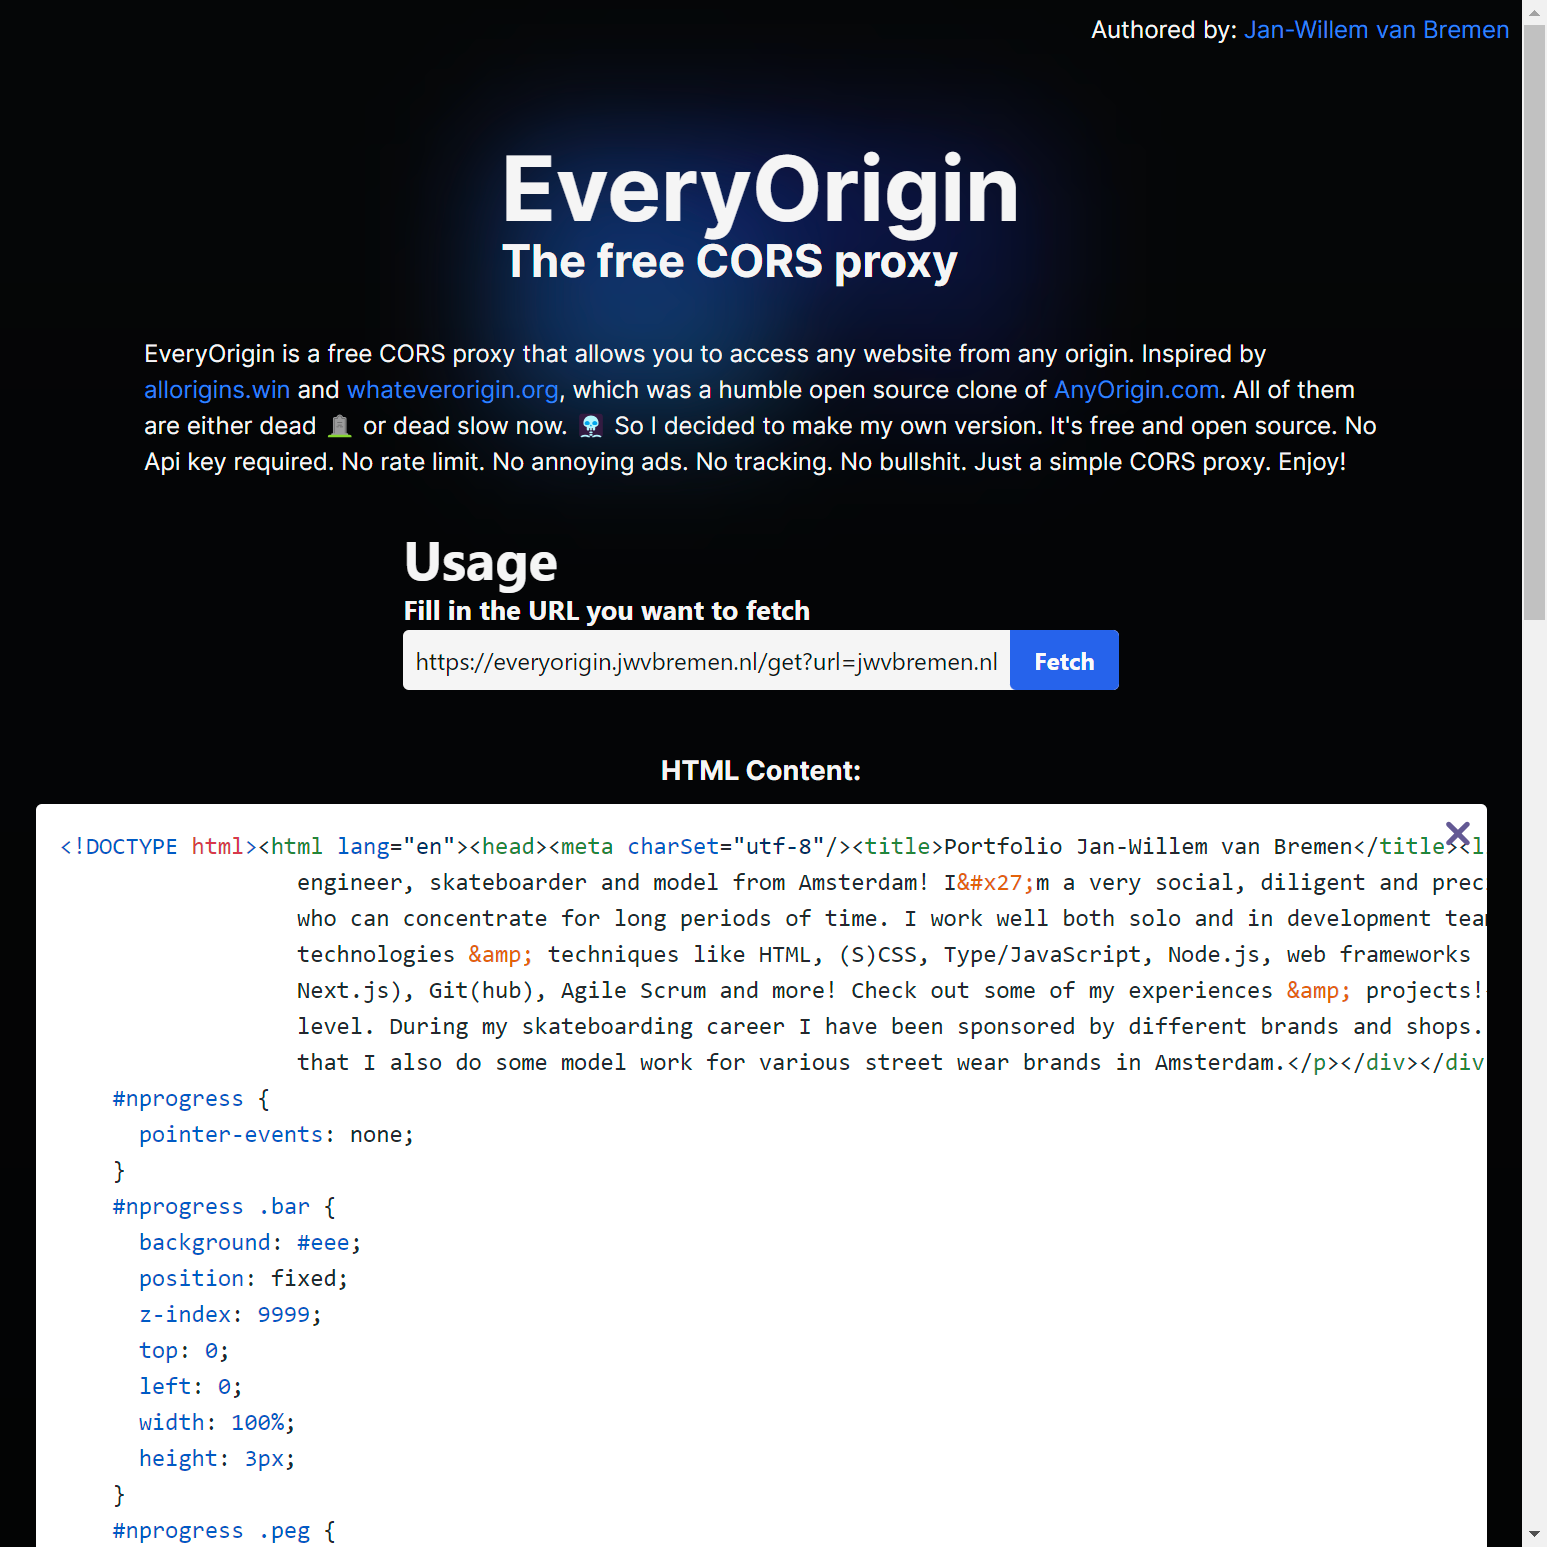 Authored by: Jan-Willem van Bremen
EveryOrigin
The free CORS proxy
EveryOrigin is a free CORS proxy that allows you to access any website from any origin. Inspired by
allorigins.win and whateverorigin.org, which was a humble open source clone of AnyOrigin.com. All of them
are either dead 🪦 or dead slow now. ☠️ So I decided to make my own version. It's free and open source. No
Api key required. No rate limit. No annoying ads. No tracking. No bullshit. Just a simple CORS proxy. Enjoy!
Usage
Fill in the URL you want to fetch
https://everyorigin.jwvbremen.nl/get?url=jwvbremen.nl Fetch
HTML Content:
<!DOCTYPE html><html lang="en"><head><meta charSet="utf-8"/><title>Portfolio Jan-Willem van Bremen</title><l
engineer, skateboarder and model from Amsterdam! I&#x27;m a very social, diligent and prec
who can concentrate for long periods of time. I work well both solo and in development tea
technologies &amp; techniques like HTML, (S)CSS, Type/JavaScript, Node.js, web frameworks
Next.js), Git(hub), Agile Scrum and more! Check out some of my experiences &amp; projects!
level. During my skateboarding career I have been sponsored by different brands and shops.
that I also do some model work for various street wear brands in Amsterdam.</p></div></div
#nprogress {
pointer-events: none;
}
#nprogress .bar {
background: #eee;
position: fixed;
z-index: 9999;
top: 0;
left: 0;
width: 100%;
height: 3px;
}
#nprogress .peg {